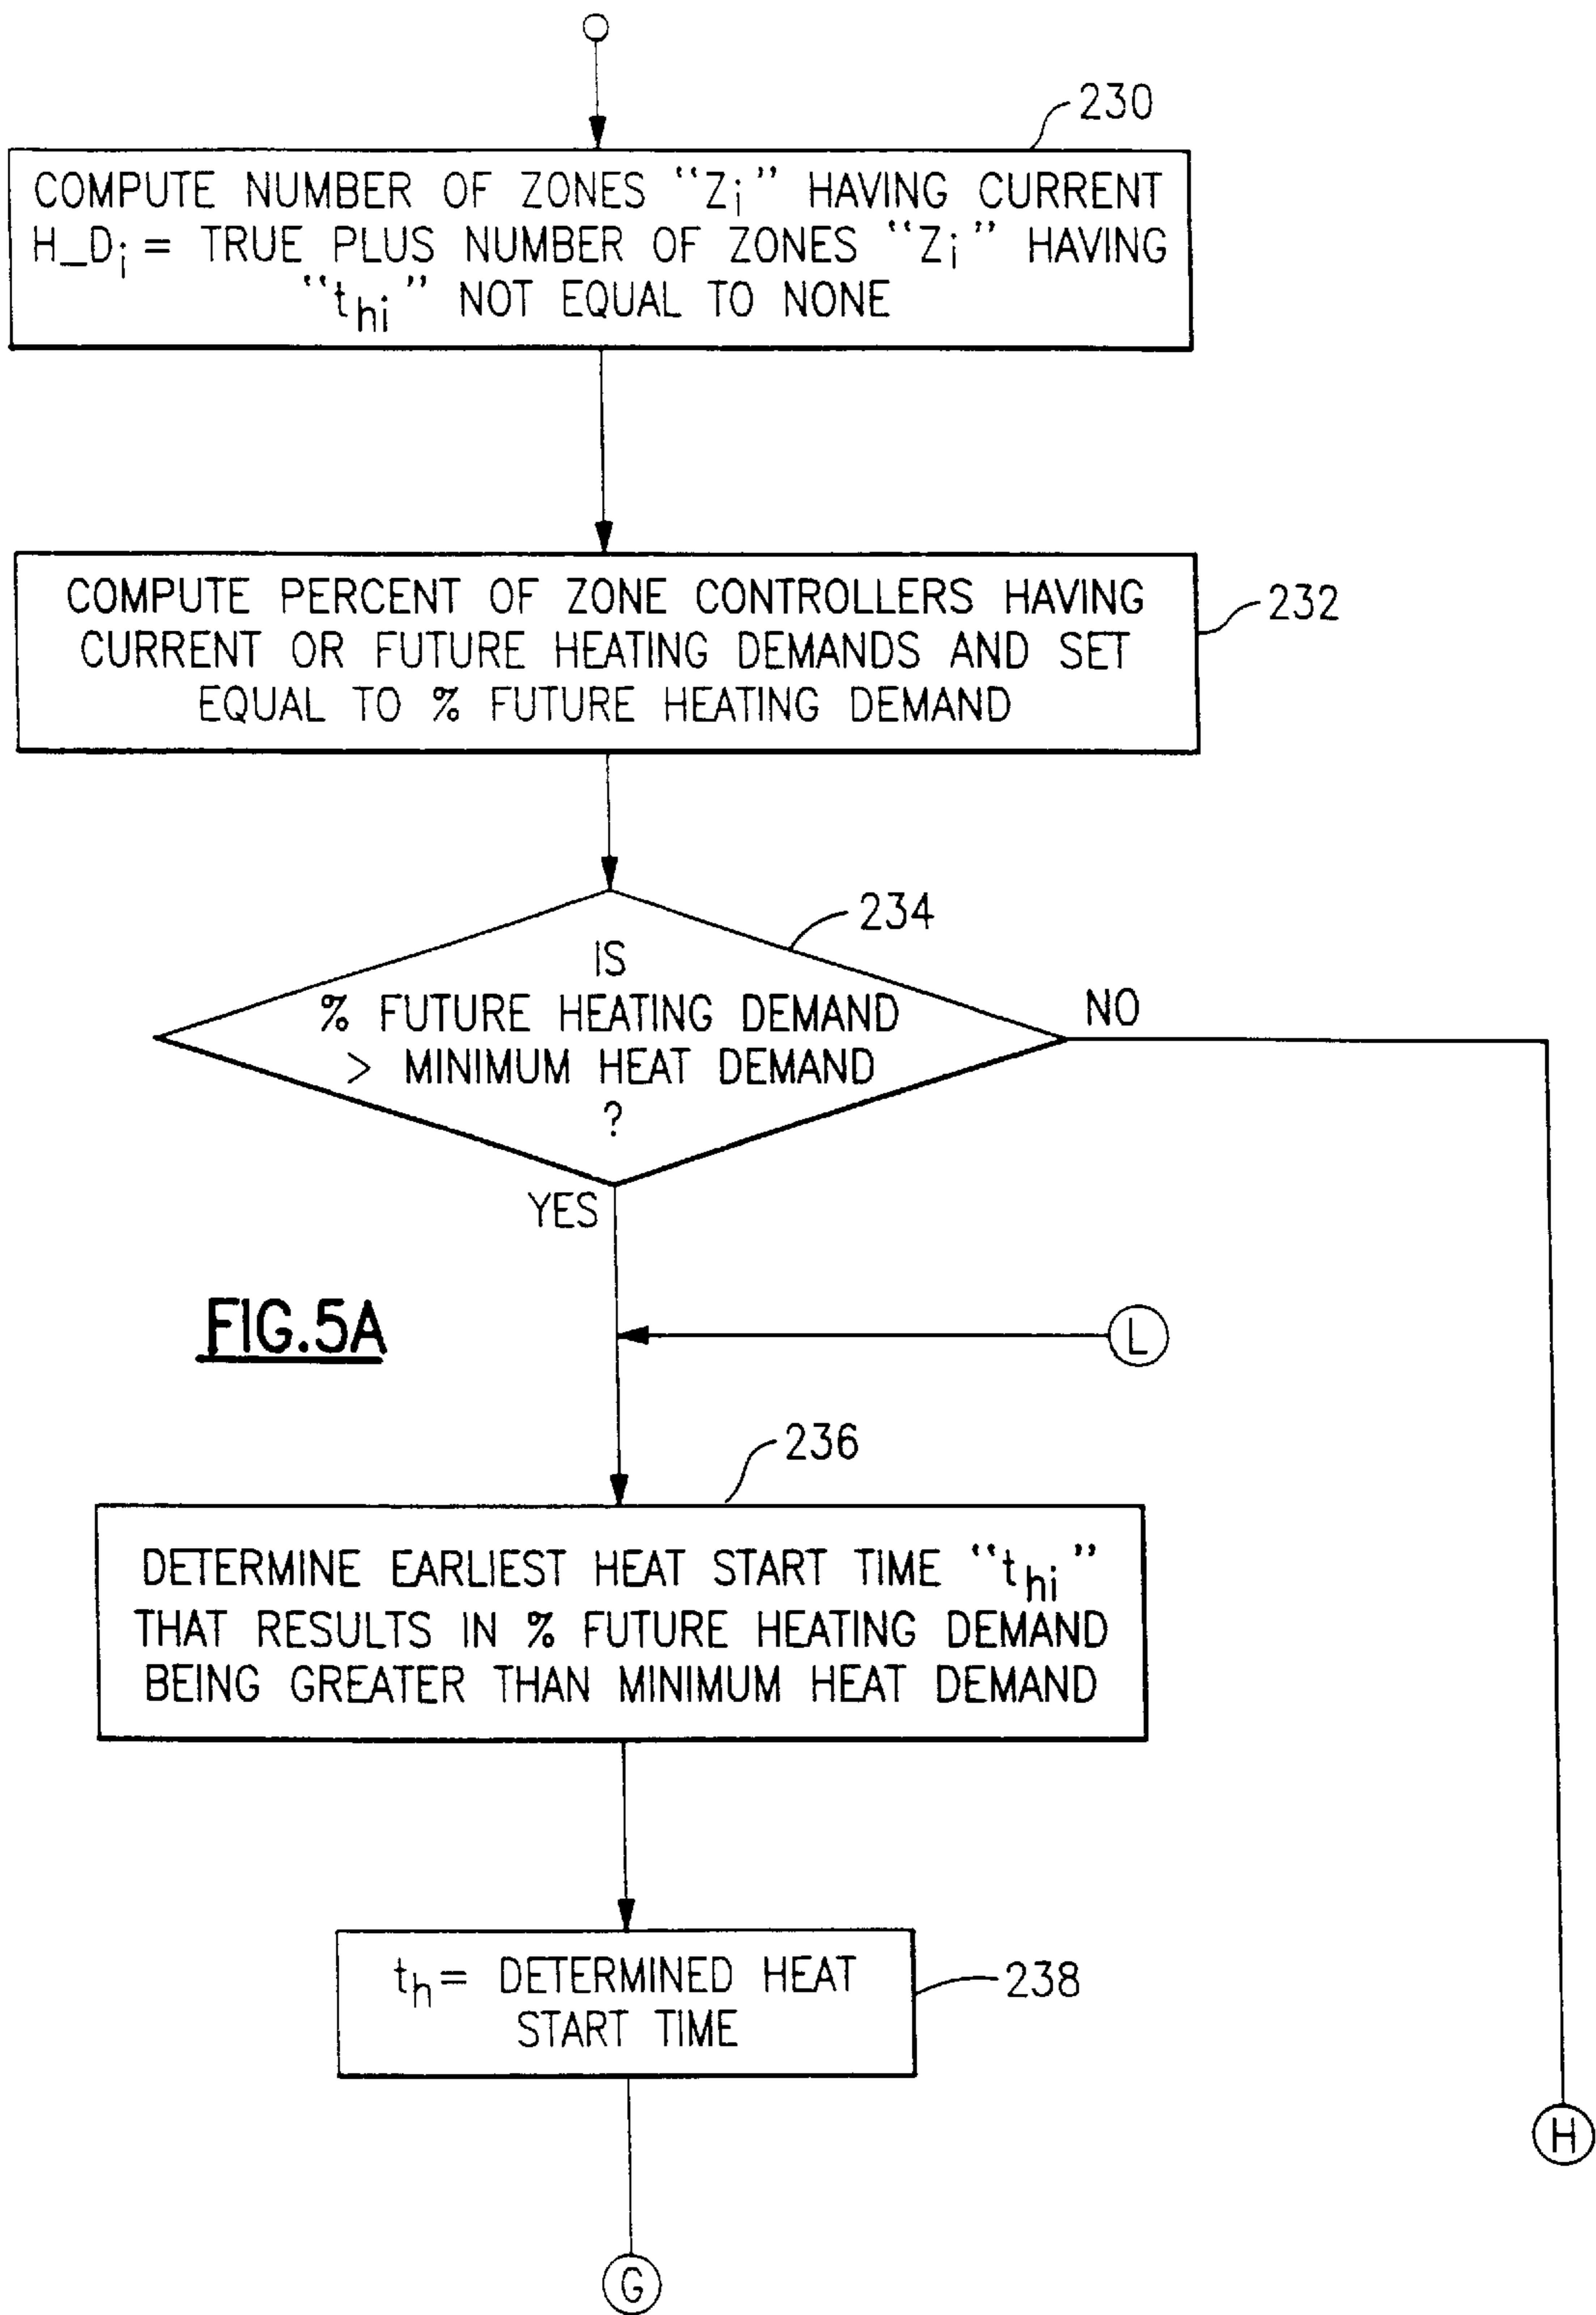 230
COMPUTE NUMBER OF ZONES “Zi” HAVING CURRENT
H_Di = TRUE PLUS NUMBER OF ZONES “Zi” HAVING
“thi” NOT EQUAL TO NONE
COMPUTE PERCENT OF ZONE CONTROLLERS HAVING
CURRENT OR FUTURE HEATING DEMANDS AND SET
EQUAL TO % FUTURE HEATING DEMAND
232
234
IS
% FUTURE HEATING DEMAND
> MINIMUM HEAT DEMAND
?
NO
YES
FIG.5A
L
236
DETERMINE EARLIEST HEAT START TIME “thi”
THAT RESULTS IN % FUTURE HEATING DEMAND
BEING GREATER THAN MINIMUM HEAT DEMAND
th = DETERMINED HEAT
START TIME
238
H
G